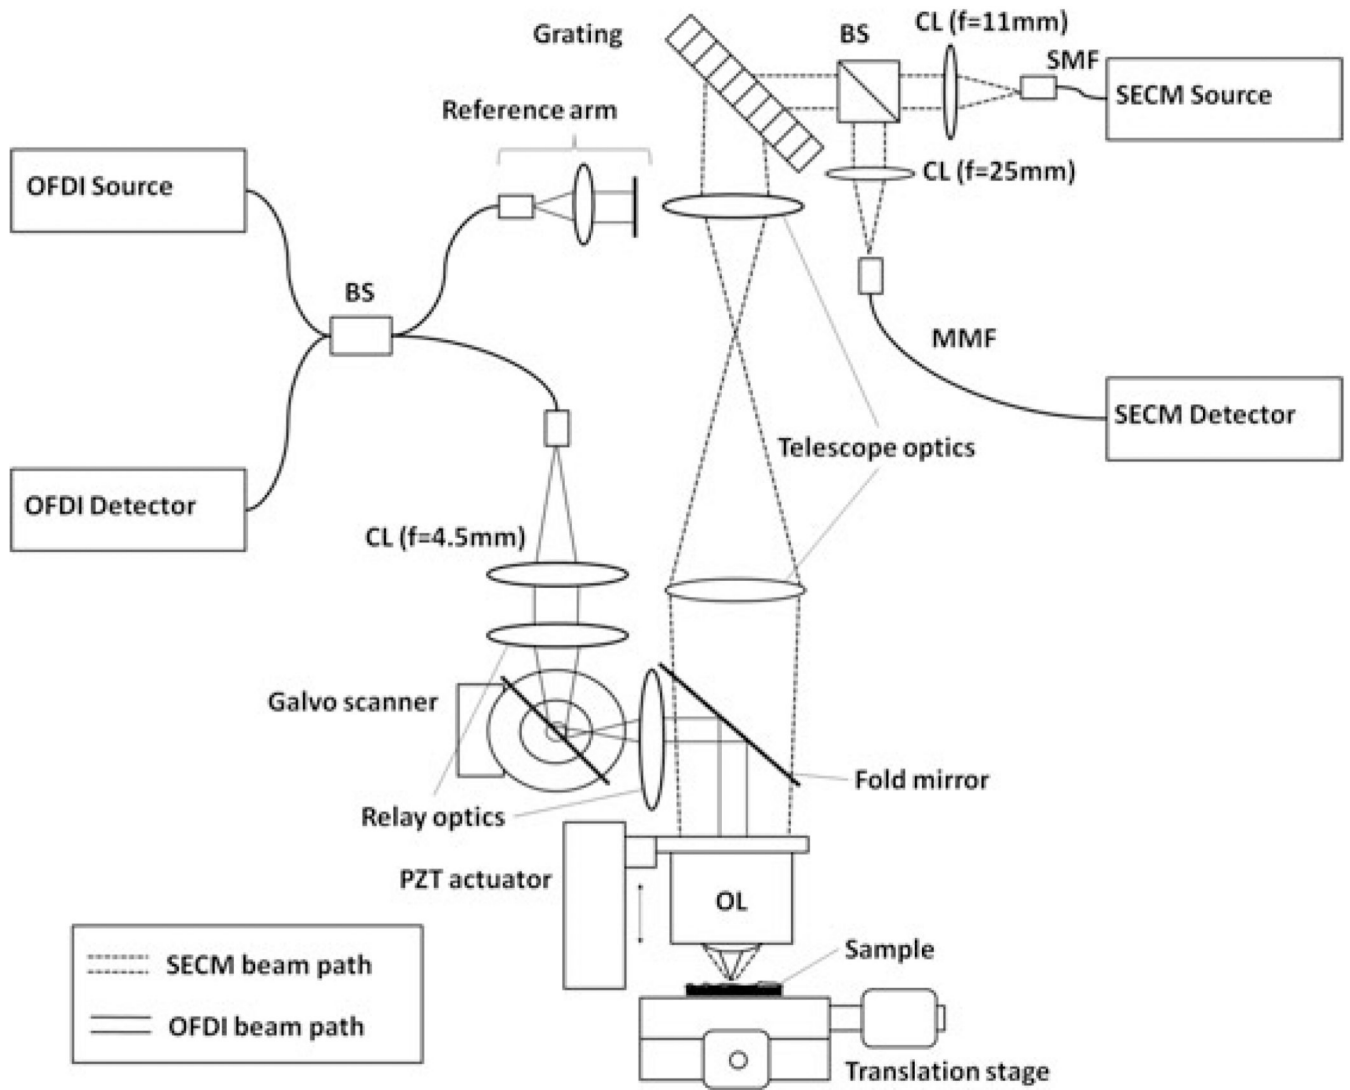 CL (f=11mm)
Grating
BS
SMF
SECM Source
Reference arm
OFDI Source
CL (f=25mm)
BS
MMF
SECM Detector
Telescope optics
OFDI Detector
CL (f=4.5mm)
Galvo scanner
Fold mirror
Relay optics
PZT actuator
OL
Sample
SECM beam path
OFDI beam path
Translation stage